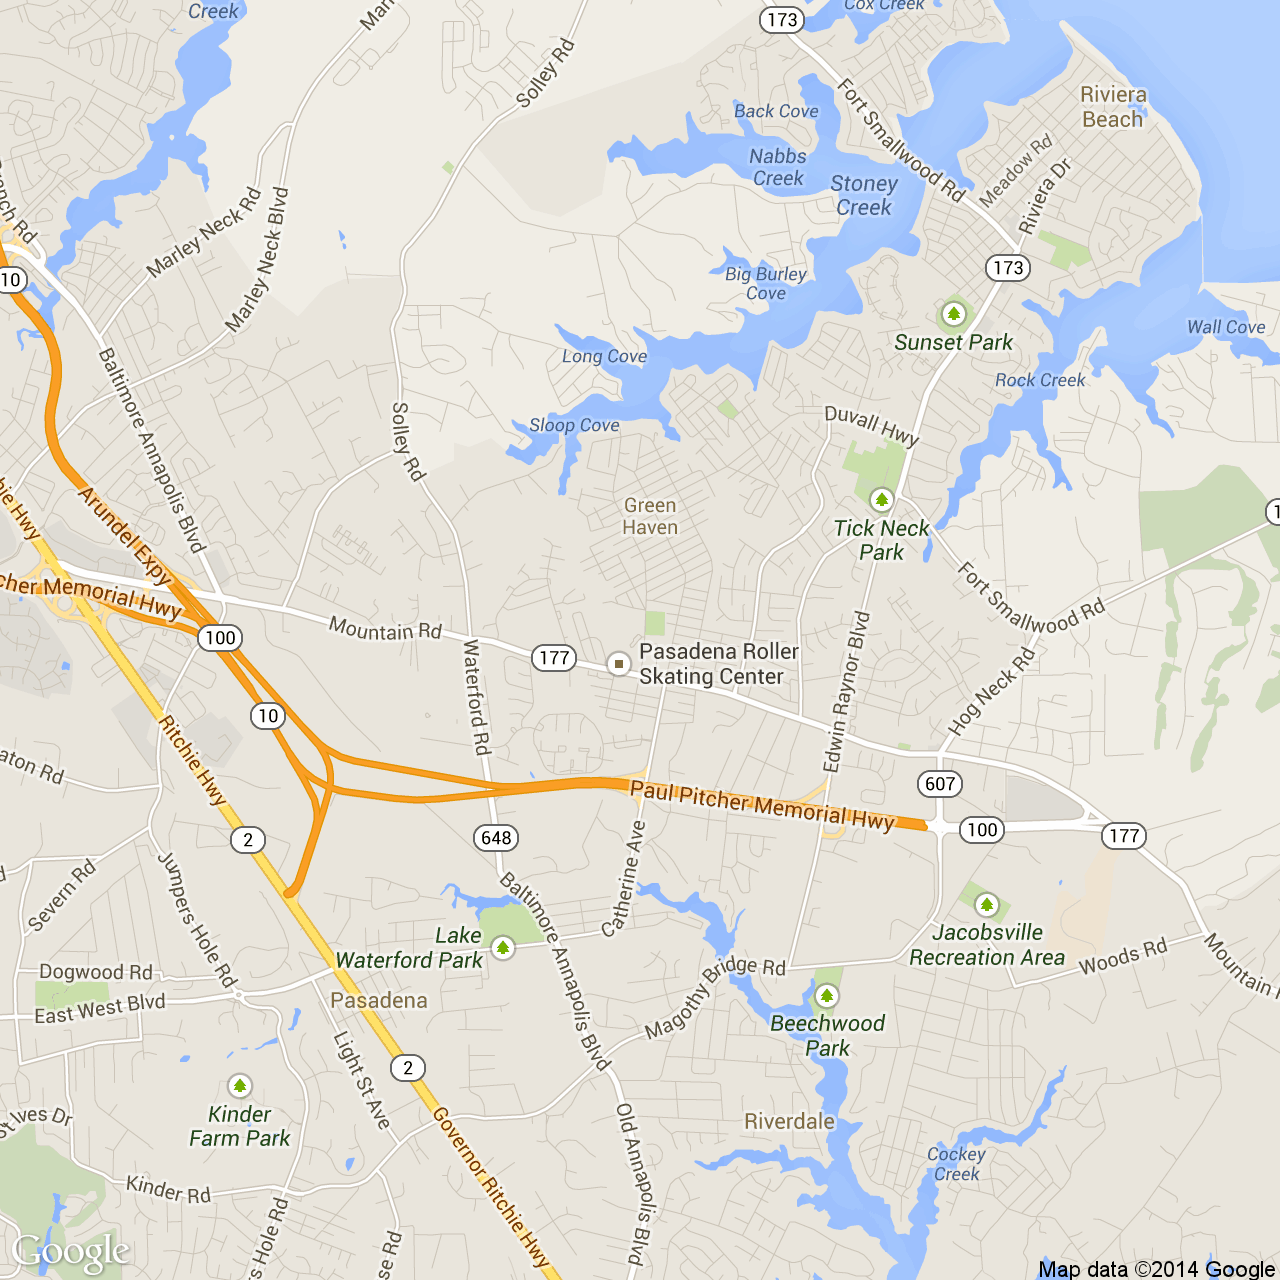 Creek
Cox Creek
173
Solley Rd
Back Cove
Fort Smallwood Rd
Riviera
Beach
Nabbs
Creek
Stoney
Creek
Meadow Rd
Riviera Dr
Marley Neck Rd
Marley Neck Blvd
10
Big Burley
Cove
173
Sunset Park
Wall Cove
Long Cove
Rock Creek
Baltimore Annapolis Blvd
Solley Rd
Sloop Cove
Duvall Hwy
Green
Haven
Tick Neck
Park
Arundel Expy
Fort Smallwood Rd
100
Mountain Rd
177
Pasadena Roller
Skating Center
Waterford Rd
Edwin Raynor Blvd
Hog Neck Rd
10
Ritchie Hwy
Paul Pitcher Memorial Hwy
607
2
648
100
177
Severn Rd
Jumpers Hole Rd
Baltimore Annapolis Blvd
Catherine Ave
Lake
Waterford Park
Jacobsville
Recreation Area
Woods Rd
Dogwood Rd
East West Blvd
Pasadena
Magothy Bridge Rd
Beechwood
Park
Light St Ave
2
Kinder
Farm Park
Governor Ritchie Hwy
Old Annapolis Blvd
Riverdale
Cockey
Creek
Kinder Rd
Google
Map data ©2014 Google